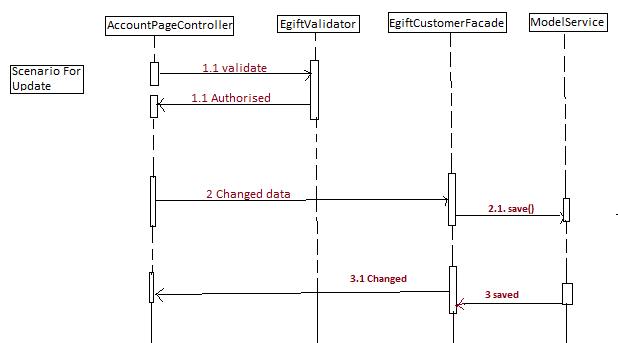 AccountPageController
EgiftValidator
EgiftCustomerFacade
ModelService
Scenario For
Update
1.1 validate
1.1 Authorised
2 Changed data
2.1. save()
3.1 Changed
3 saved